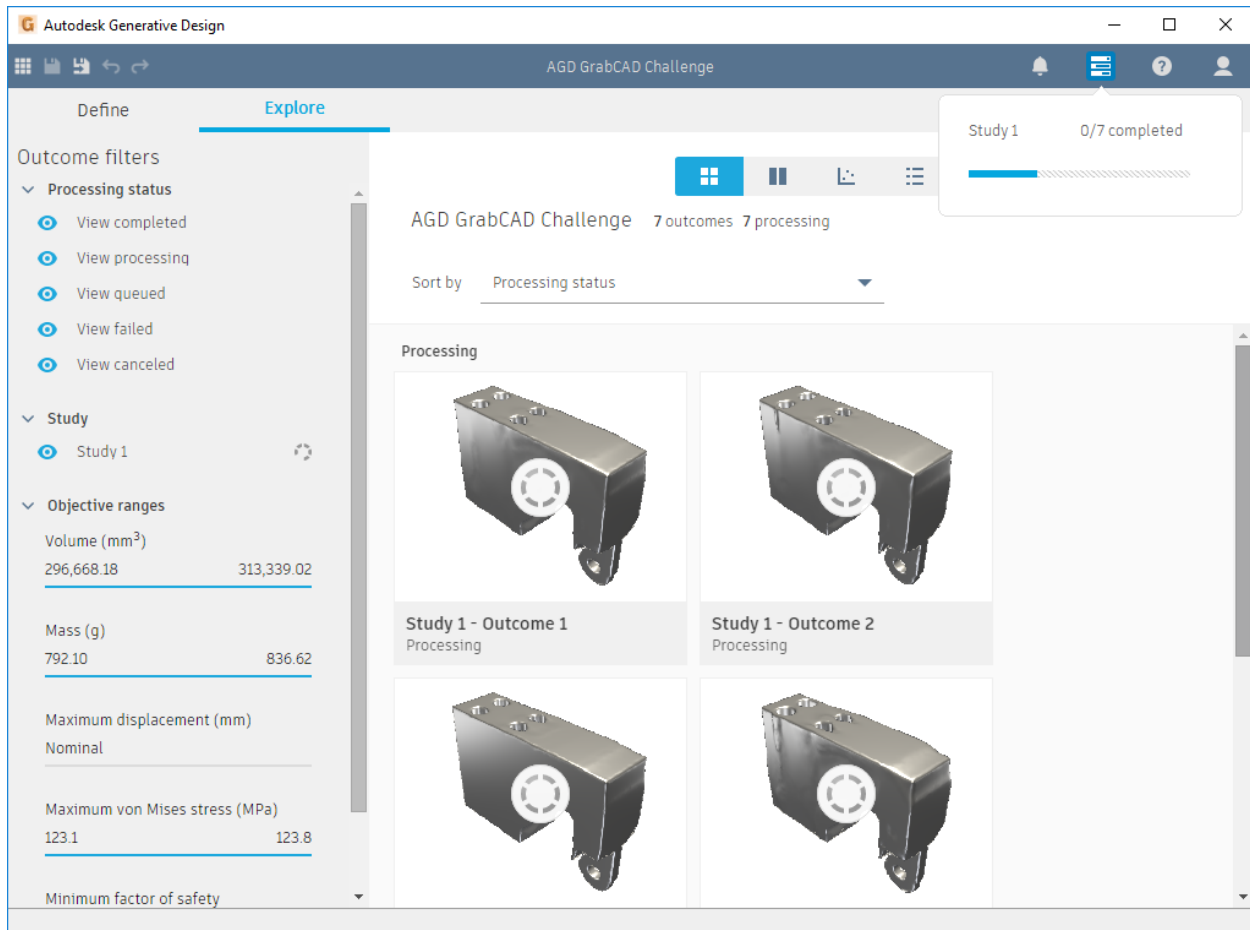 Autodesk Generative Design
AGD GrabCAD Challenge
Define
Explore
Study 1
0/7 completed
Outcome filters
Processing status
View completed
View processing
View queued
View failed
View canceled
Study
Study 1
Objective ranges
Volume (mm³)
296,668.18
313,339.02
Mass (g)
792.10
836.62
Maximum displacement (mm)
Nominal
Maximum von Mises stress (MPa)
123.1
123.8
Minimum factor of safety
AGD GrabCAD Challenge 7 outcomes 7 processing
Sort by Processing status
Processing
Study 1 - Outcome 1
Processing
Study 1 - Outcome 2
Processing